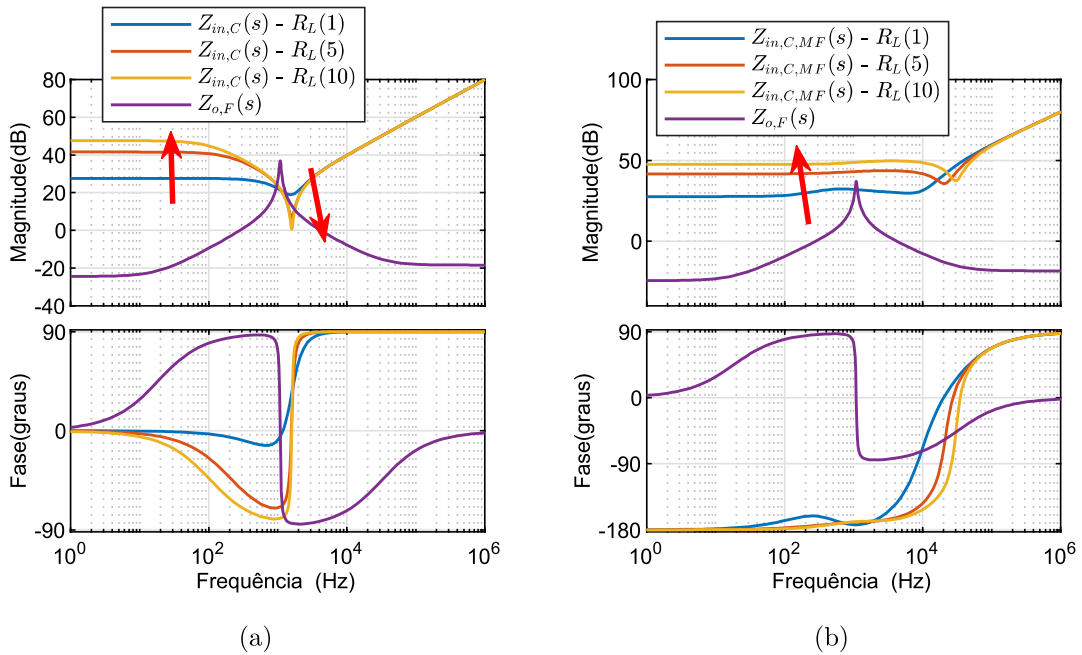 Z_{in,C}(s) - R_L(1)
Z_{in,C}(s) - R_L(5)
Z_{in,C}(s) - R_L(10)
Z_{o,F}(s)
80
60
40
20
0
-20
-40
Magnitude(dB)
90
0
-90
Fase(graus)
10^0
10^2
10^4
10^6
Frequência (Hz)
(a)
Z_{in,C,MF}(s) - R_L(1)
Z_{in,C,MF}(s) - R_L(5)
Z_{in,C,MF}(s) - R_L(10)
Z_{o,F}(s)
100
50
0
Magnitude(dB)
90
0
-90
-180
Fase(graus)
10^0
10^2
10^4
10^6
Frequência (Hz)
(b)